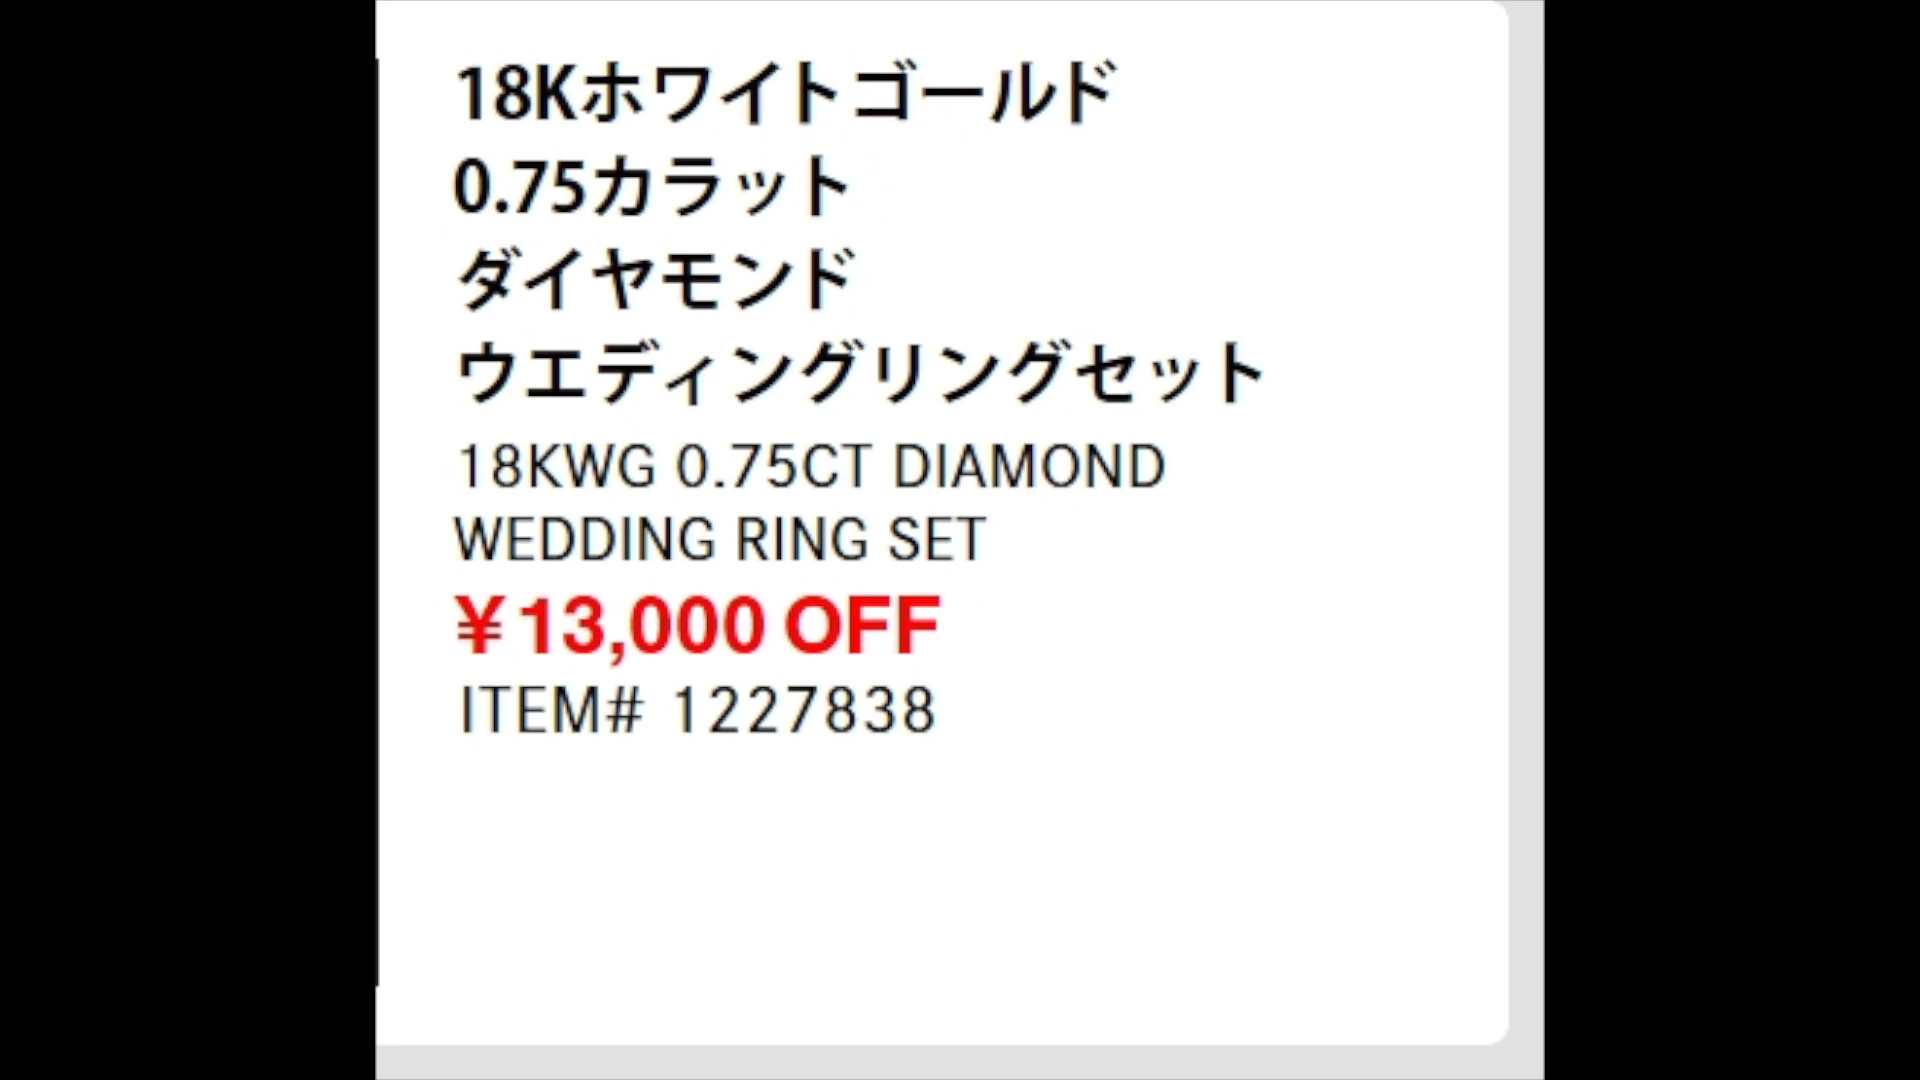 18Kホワイトゴールド
0.75カラット
ダイヤモンド
ウエディングリングセット
18KWG 0.75CT DIAMOND
WEDDING RING SET
¥13,000 OFF
ITEM# 1227838